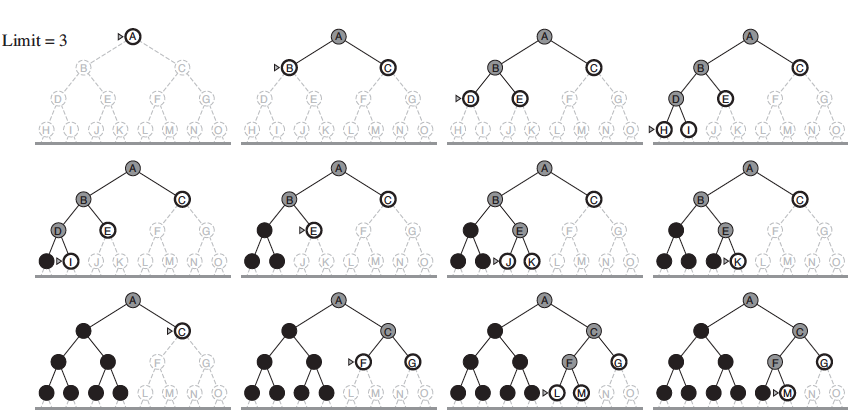 Limit = 3 A A A A
B C B C B C B C
D E F G D E F G D E F G D E F G
H I J K L M N O H I J K L M N O H I J K L M N O H I J K L M N O
A A A A
B C B C B C B C
D E F G E F G E F G E F G
I J K L M N O J K L M N O J K L M N O K L M N O
A A A A
C C C C
F G F G F G F G
L M N O L M N O L M N O M N O